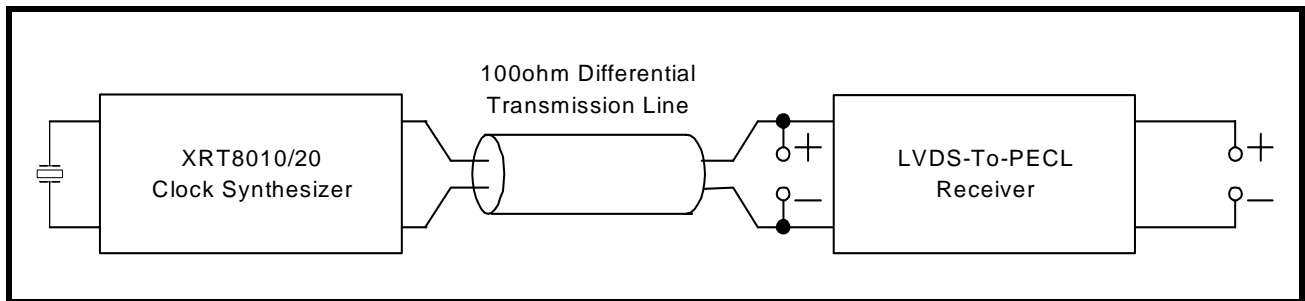 100ohm Differential
Transmission Line
XRT8010/20
Clock Synthesizer
+
—
LVDS-To-PECL
Receiver
+
—